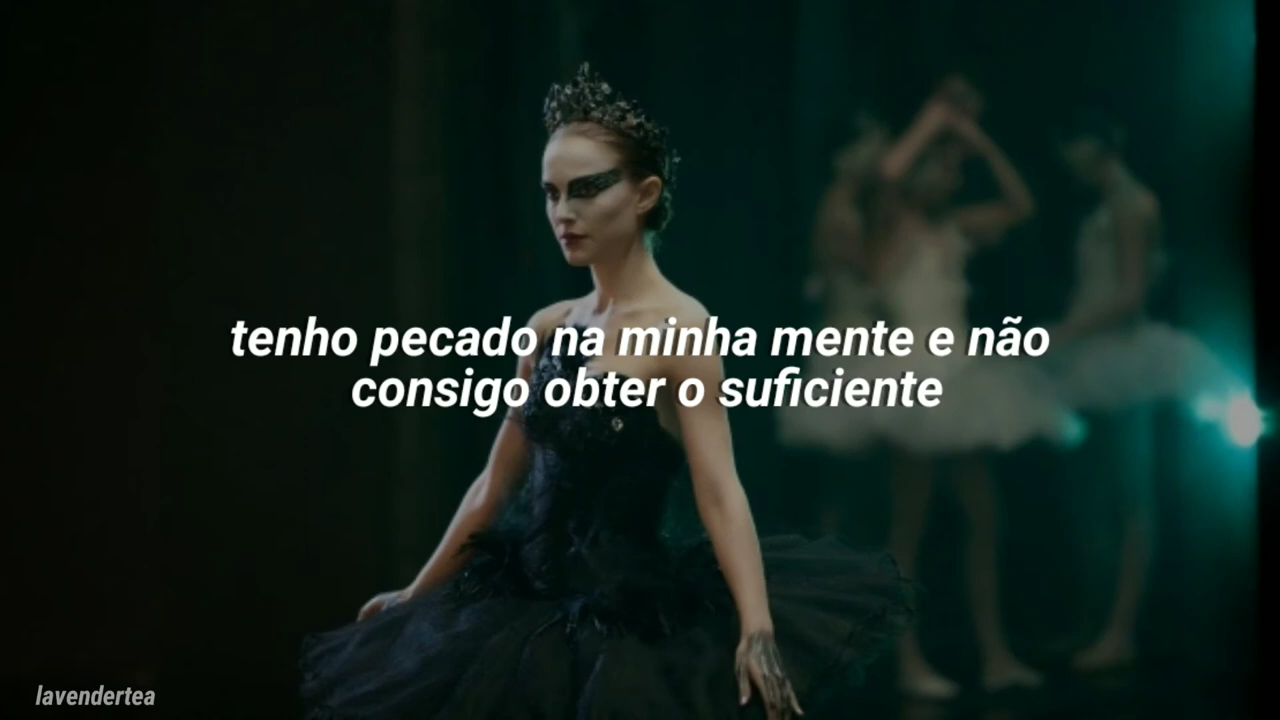 tenho pecado na minha mente e não
consigo obter o suficiente
lavendertea